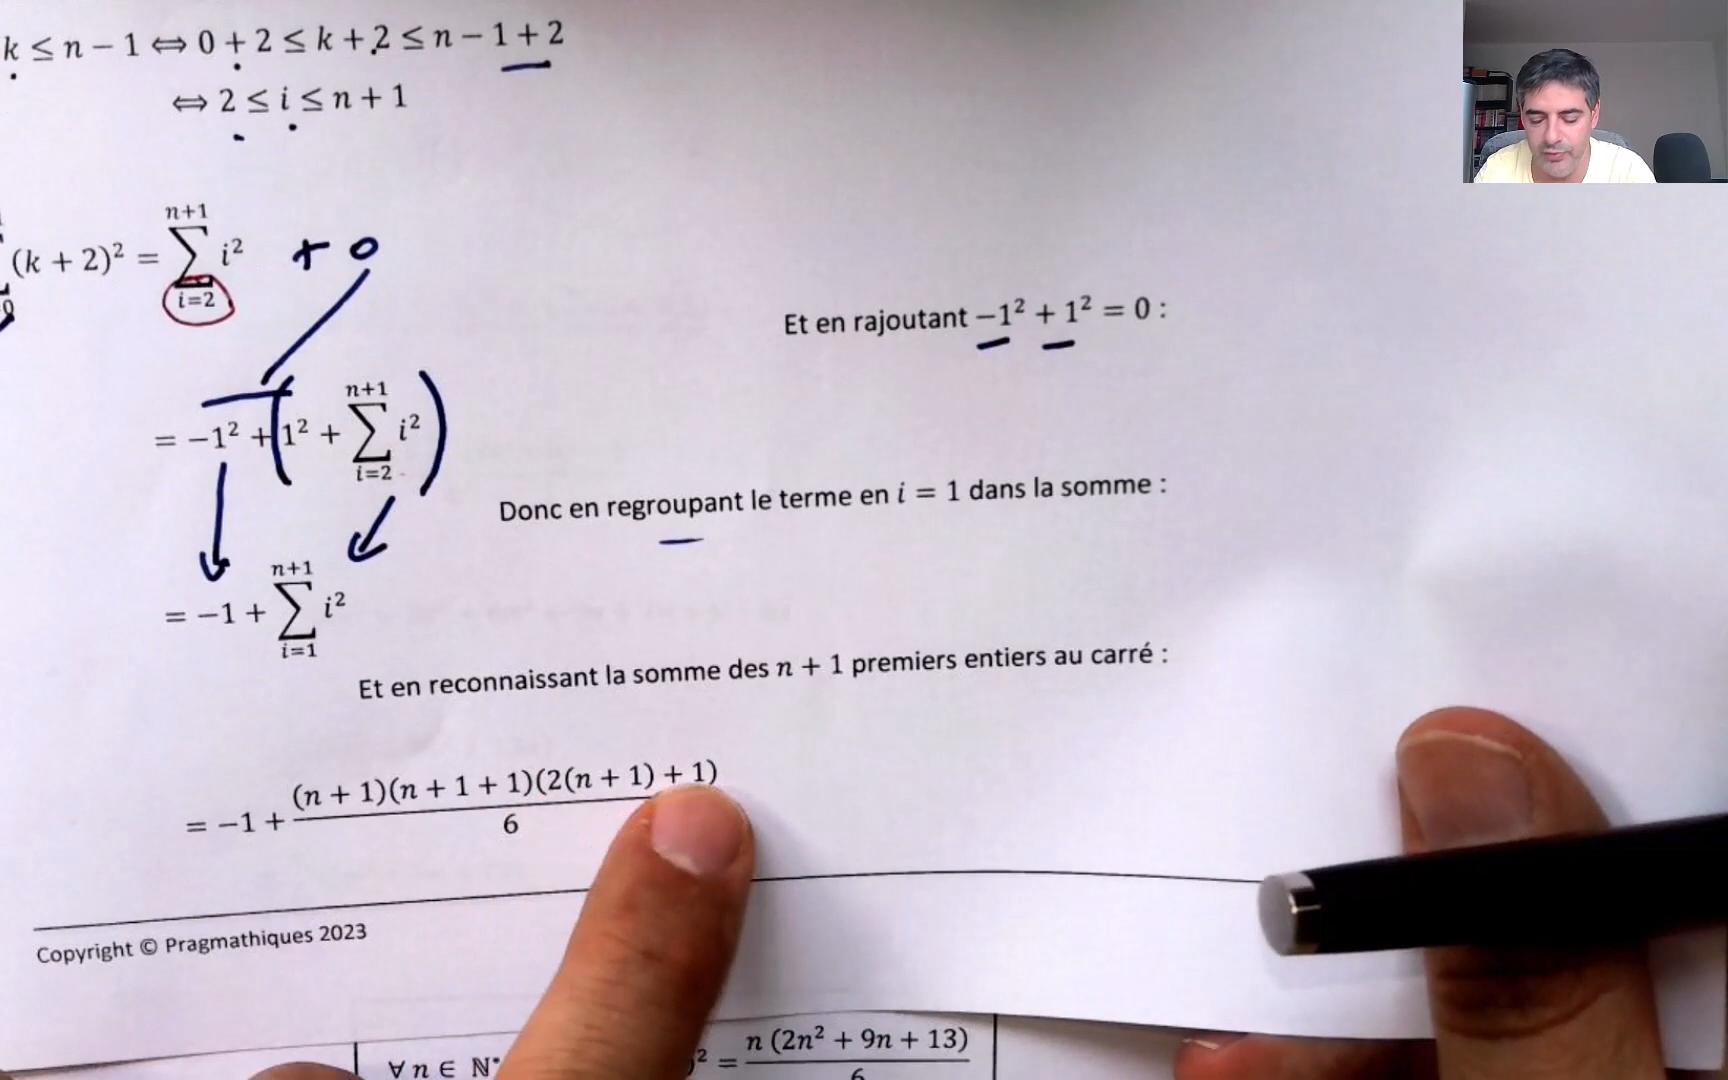 k ≤ n − 1 ⟺ 0 + 2 ≤ k + 2 ≤ n − 1 + 2
⟺ 2 ≤ i ≤ n + 1
(k + 2)² = ∑_{i=2}^{n+1} i² + 0
Et en rajoutant −1² + 1² = 0 :
= −1² + (1² + ∑_{i=2}^{n+1} i²)
Donc en regroupant le terme en i = 1 dans la somme :
= −1 + ∑_{i=1}^{n+1} i²
Et en reconnaissant la somme des n + 1 premiers entiers au carré :
= −1 + (n + 1)(n + 1 + 1)(2(n + 1) + 1) / 6
Copyright © Pragmathiques 2023
∀ n ∈ ℕ* )² = n (2n² + 9n + 13) / 6